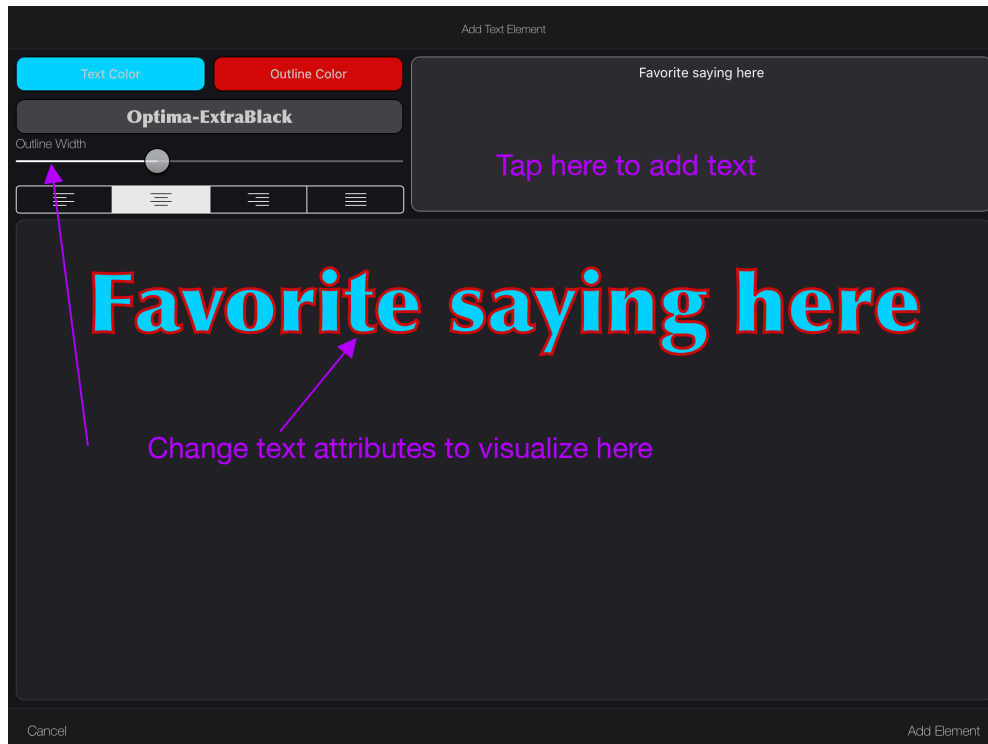 Add Text Element
Text Color
Outline Color
Favorite saying here
Optima-ExtraBlack
Outline Width
Tap here to add text
Favorite saying here
Change text attributes to visualize here
Cancel
Add Element